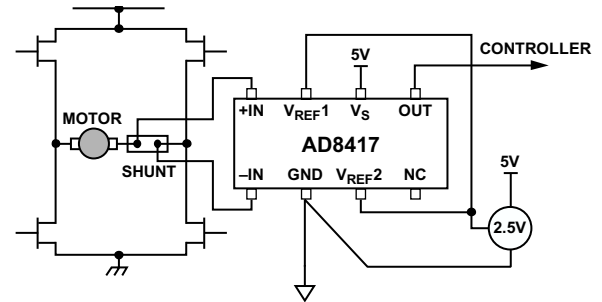 CONTROLLER
5V
+IN VREF1 VS OUT
MOTOR
AD8417
SHUNT
–IN GND VREF2 NC
5V
2.5V